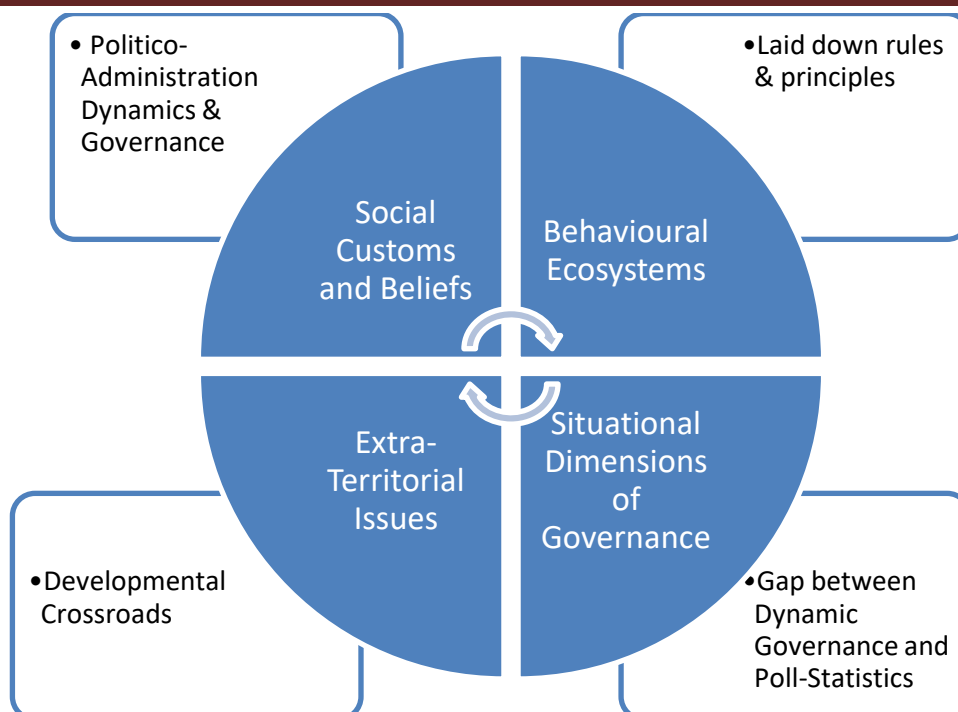 • Politico-
Administration
Dynamics &
Governance
•Laid down rules
& principles
Social
Customs
and Beliefs
Behavioural
Ecosystems
Extra-
Territorial
Issues
Situational
Dimensions
of
Governance
•Developmental
Crossroads
•Gap between
Dynamic
Governance and
Poll-Statistics